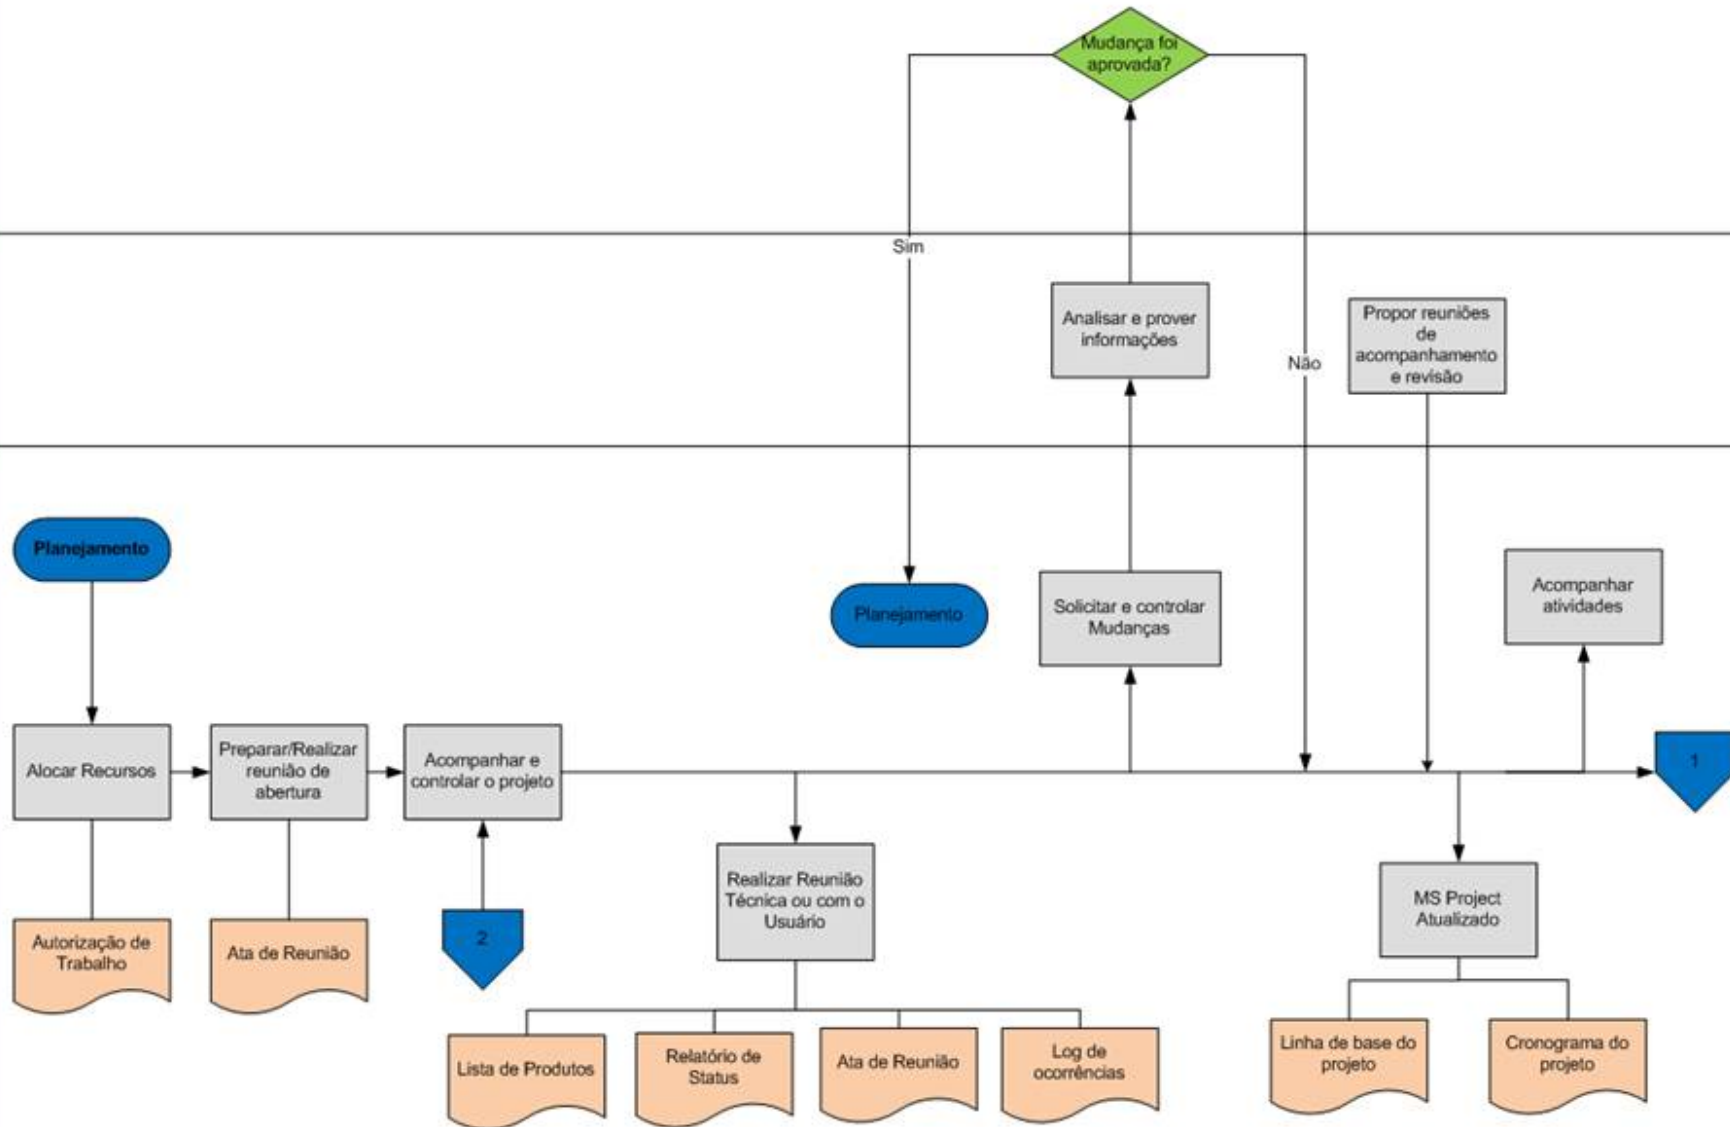 Mudança foi
aprovada?
Sim
Analisar e prover
informações
Não
Propor reuniões
de
acompanhamento
e revisão
Planejamento
Planejamento
Solicitar e controlar
Mudanças
Acompanhar
atividades
Alocar Recursos
Preparar/Realizar
reunião de
abertura
Acompanhar e
controlar o projeto
1
Realizar Reunião
Técnica ou com o
Usuário
MS Project
Atualizado
Autorização de
Trabalho
Ata de Reunião
2
Lista de Produtos
Relatório de
Status
Ata de Reunião
Log de
ocorrências
Linha de base do
projeto
Cronograma do
projeto